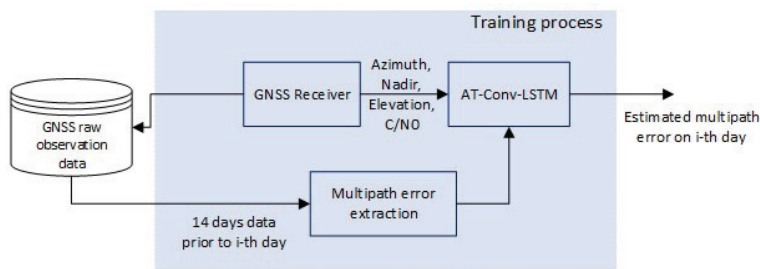 Training process
Azimuth,
Nadir,
Elevation,
C/N0
GNSS Receiver
AT-Conv-LSTM
GNSS raw
observation
data
Estimated multipath
error on i-th day
Multipath error
extraction
14 days data
prior to i-th day